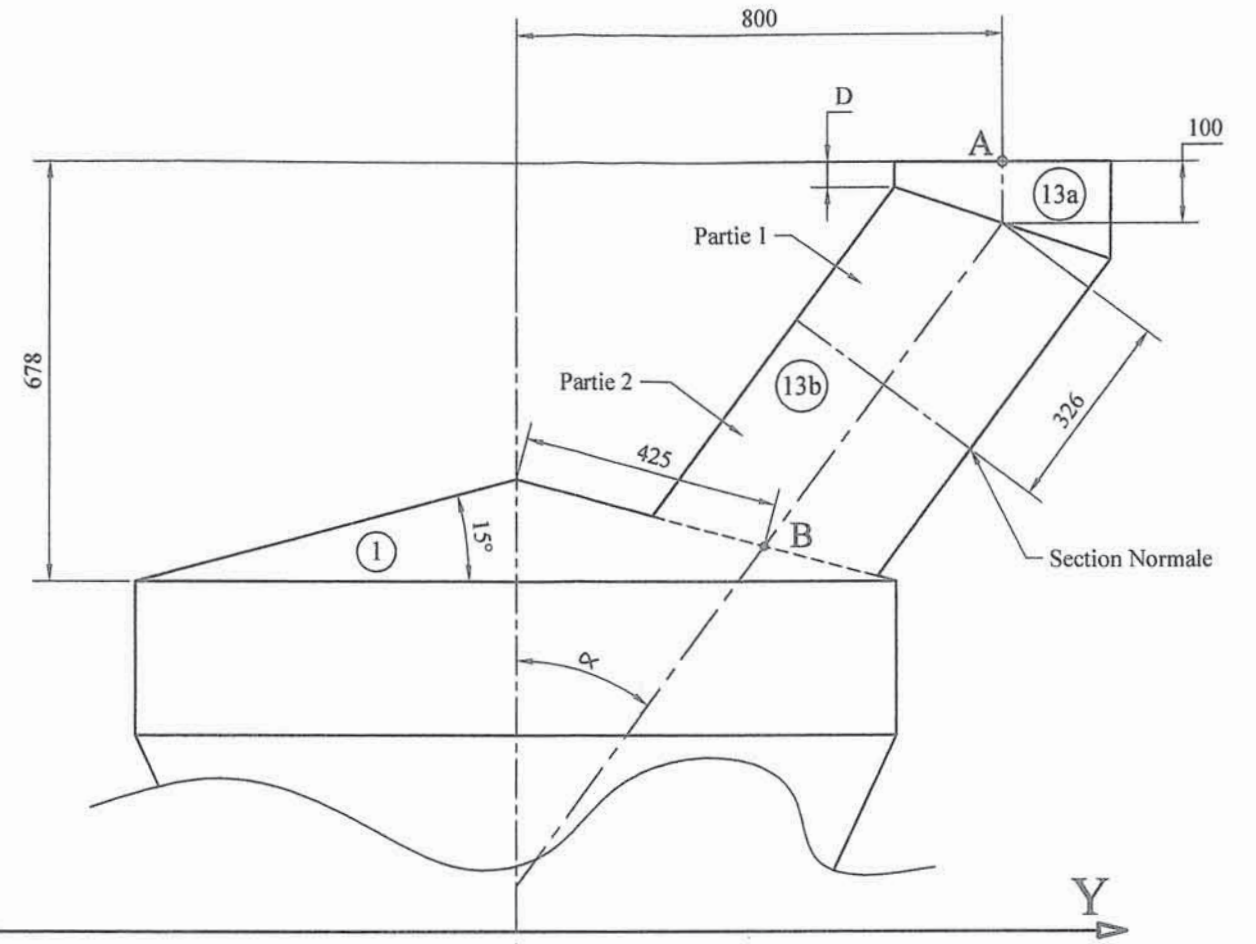 800
D
A
100
13a
Partie 1
678
Partie 2
13b
326
425
15°
B
1
Section Normale
α
Y